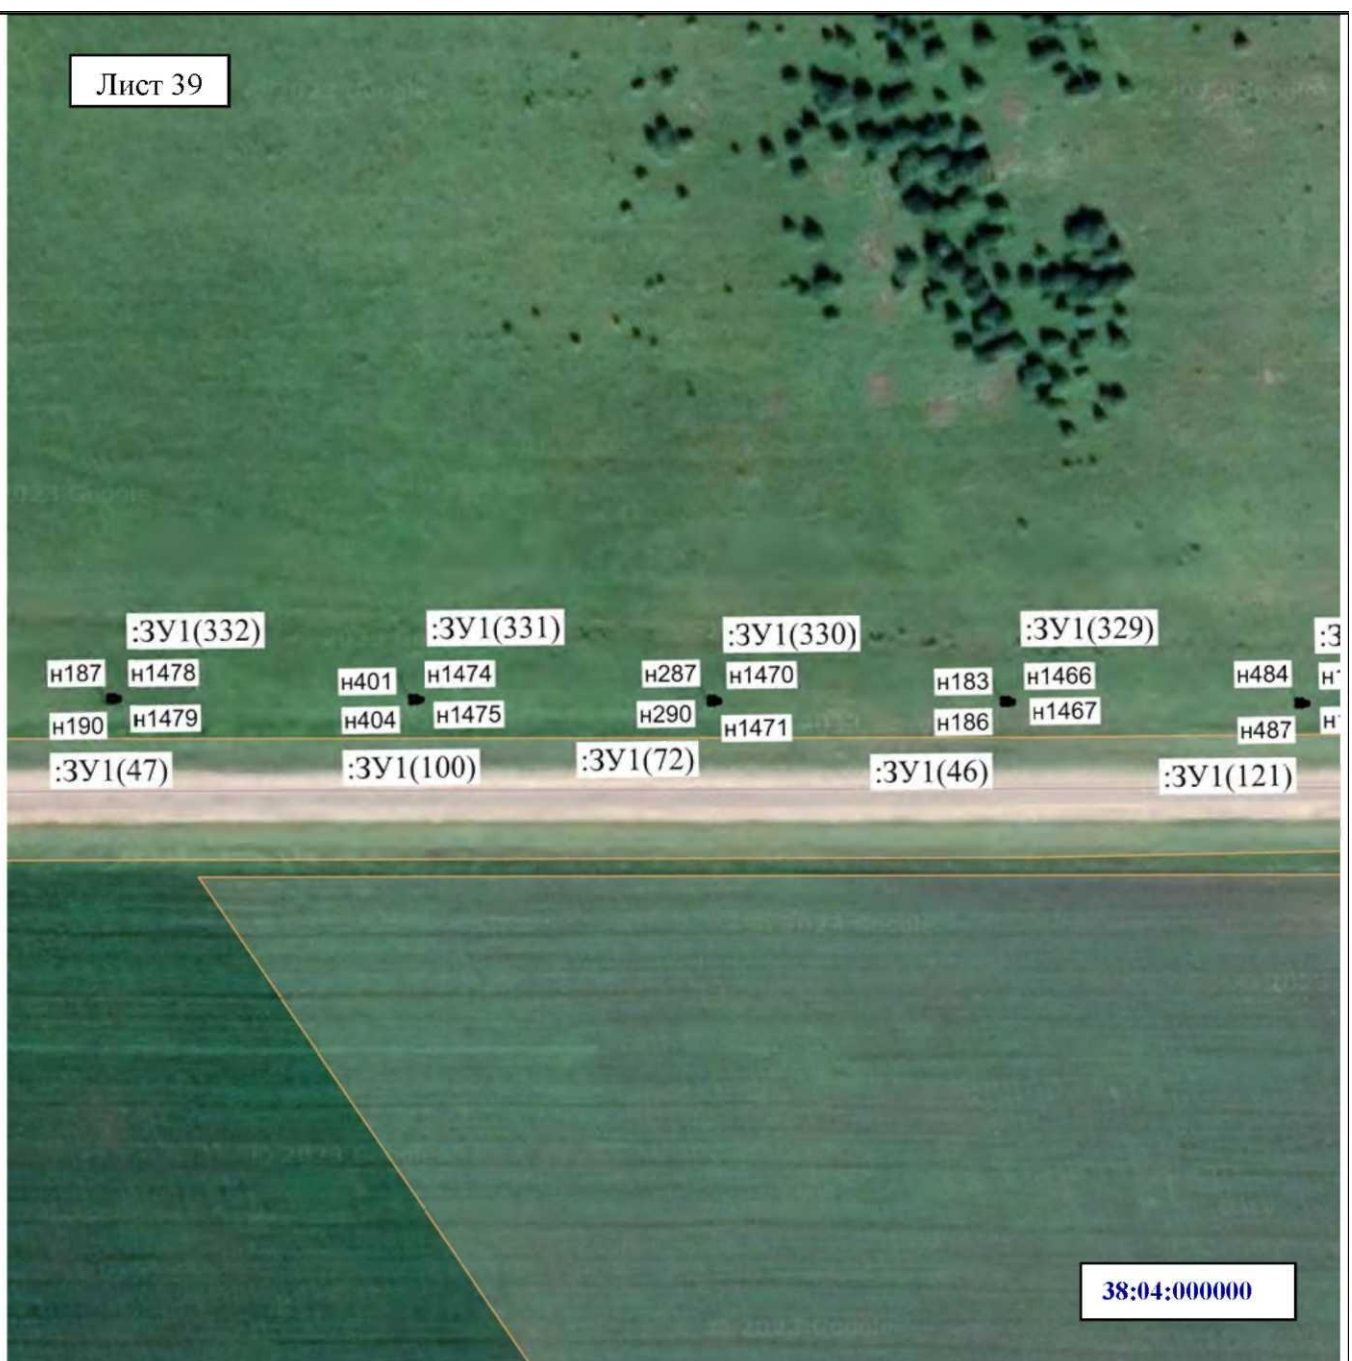 Лист 39
:ЗУ1(332)
:ЗУ1(331)
:ЗУ1(330)
:ЗУ1(329)
н187
н1478
н401
н1474
н287
н1470
н183
н1466
н484
н190
н1479
н404
н1475
н290
н1471
н186
н1467
н487
:ЗУ1(47)
:ЗУ1(100)
:ЗУ1(72)
:ЗУ1(46)
:ЗУ1(121)
38:04:000000